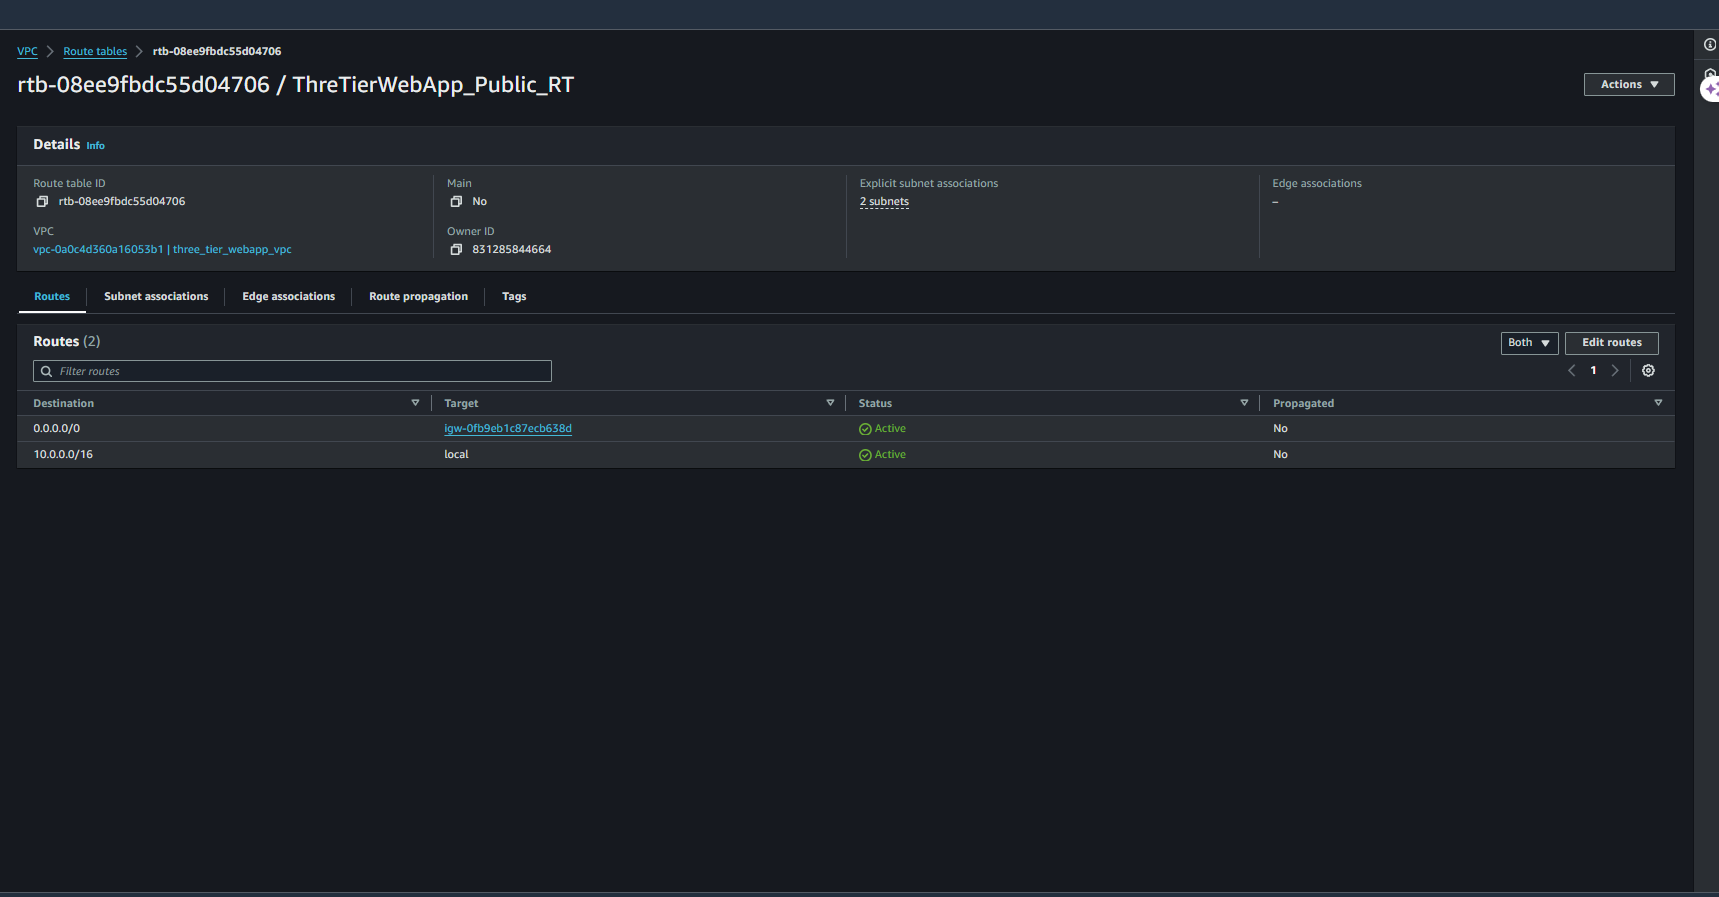 VPC > Route tables > rtb-08ee9fbdc55d04706
rtb-08ee9fbdc55d04706 / ThreTierWebApp_Public_RT
Actions
Details Info
Route table ID
rtb-08ee9fbdc55d04706
Main
No
Explicit subnet associations
2 subnets
Edge associations
–
VPC
vpc-0a0c4d360a16053b1 | three_tier_webapp_vpc
Owner ID
831285844664
Routes Subnet associations Edge associations Route propagation Tags
Routes (2)
Both Edit routes
Filter routes
1
Destination Target Status Propagated
0.0.0.0/0 igw-0fb9eb1c87ecb638d Active No
10.0.0.0/16 local Active No